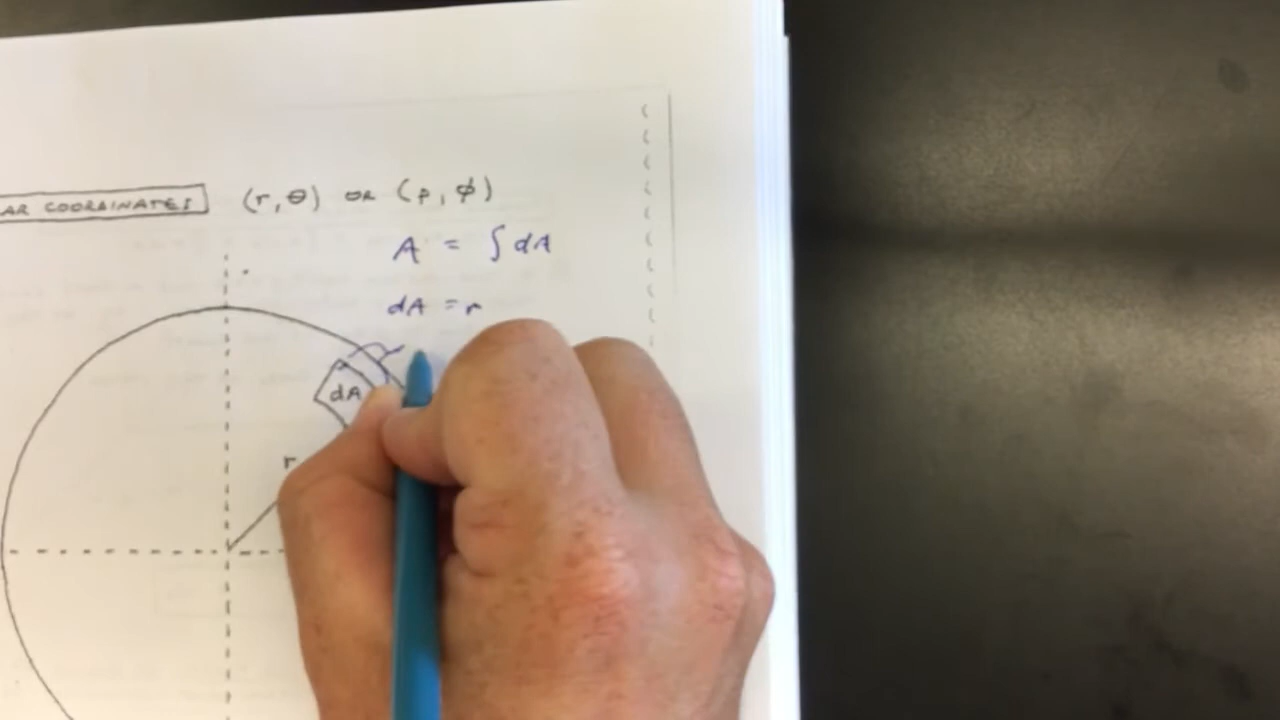 AR COORDINATES (r, θ) OR (ρ, φ)
A = ∫ dA
dA = r
dA
r